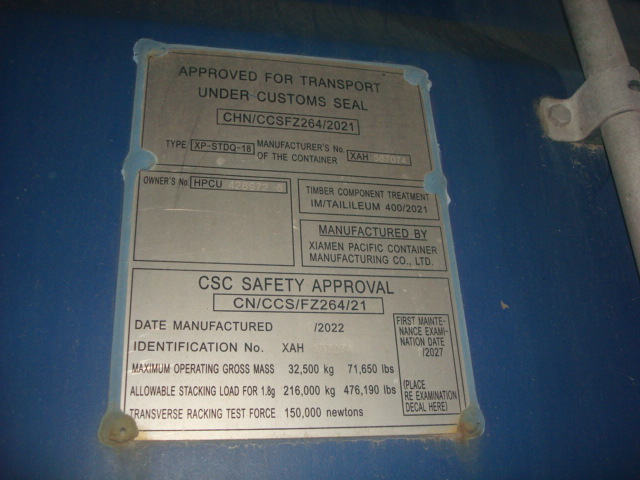 APPROVED FOR TRANSPORT
UNDER CUSTOMS SEAL
CHN/CCSFZ264/2021
TYPE XP-STDQ-18 MANUFACTURER'S No. OF THE CONTAINER XAH
OWNER'S No. HPCU
TIMBER COMPONENT TREATMENT
IM/TAILILEUM 400/2021
MANUFACTURED BY
XIAMEN PACIFIC CONTAINER
MANUFACTURING CO., LTD.
CSC SAFETY APPROVAL
CN/CCS/FZ264/21
DATE MANUFACTURED /2022
IDENTIFICATION No. XAH
MAXIMUM OPERATING GROSS MASS 32,500 kg 71,650 lbs
ALLOWABLE STACKING LOAD FOR 1.8g 216,000 kg 476,190 lbs
TRANSVERSE RACKING TEST FORCE 150,000 newtons
FIRST MAINTE-
NANCE EXAMI-
NATION DATE
/2027
(PLACE
RE EXAMINATION
DECAL HERE)